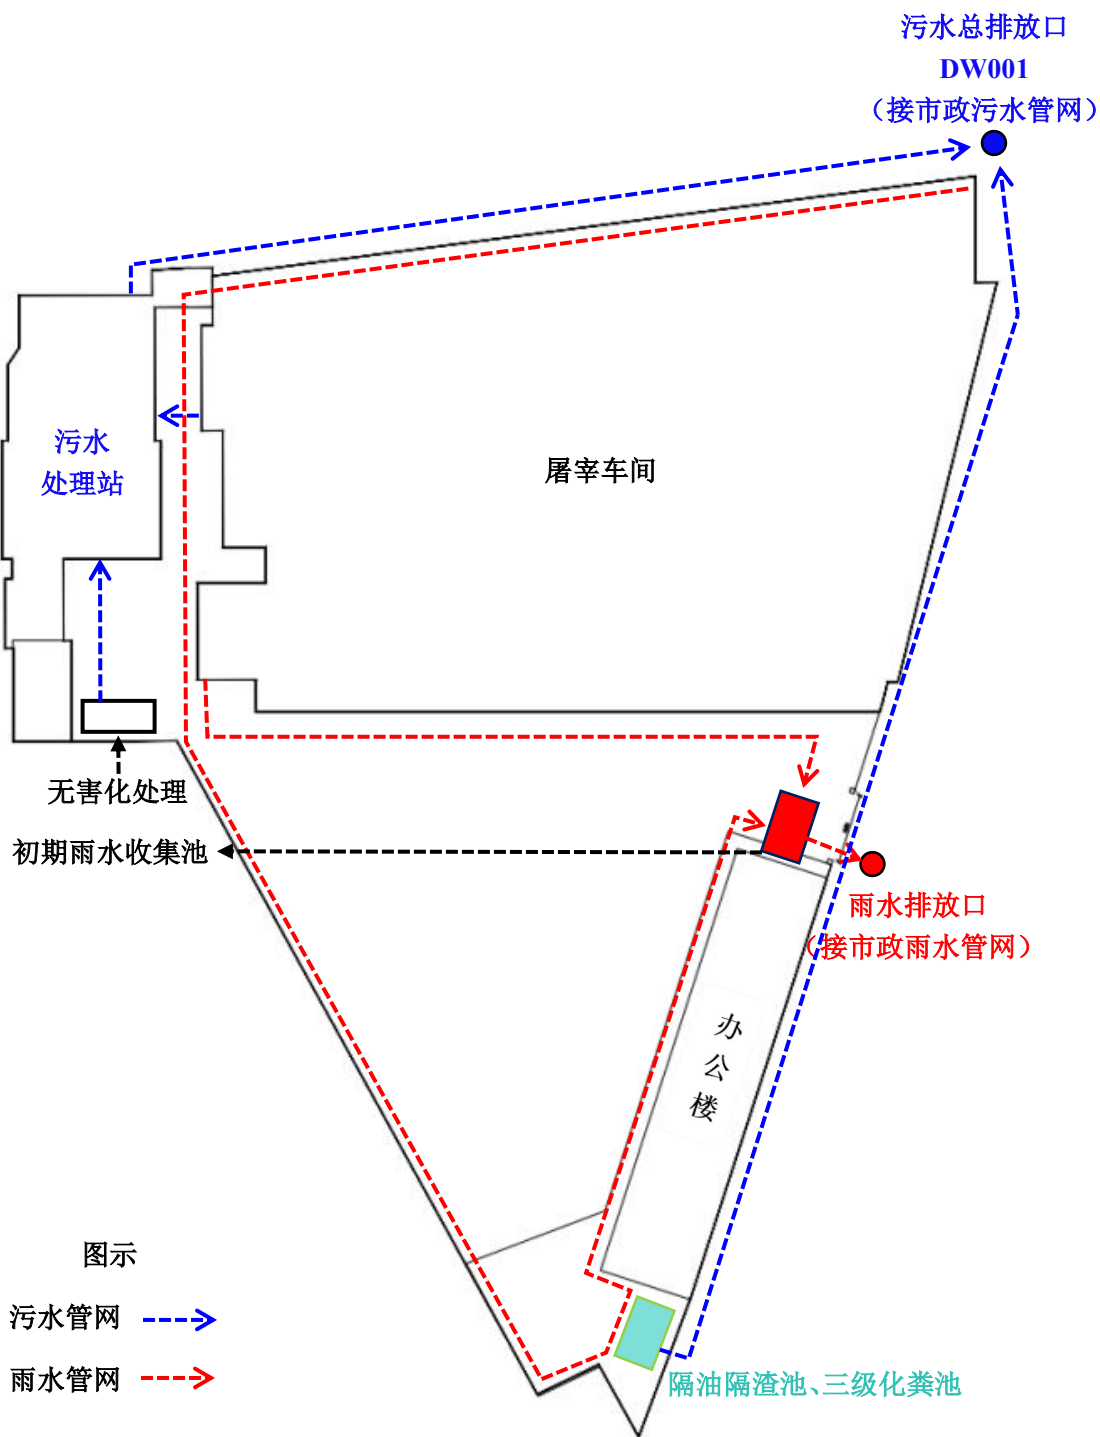 污水总排放口
DW001
（接市政污水管网）
污水
处理站
屠宰车间
无害化处理
初期雨水收集池
雨水排放口
（接市政雨水管网）
办
公
楼
图示
污水管网
雨水管网
隔油隔渣池、三级化粪池